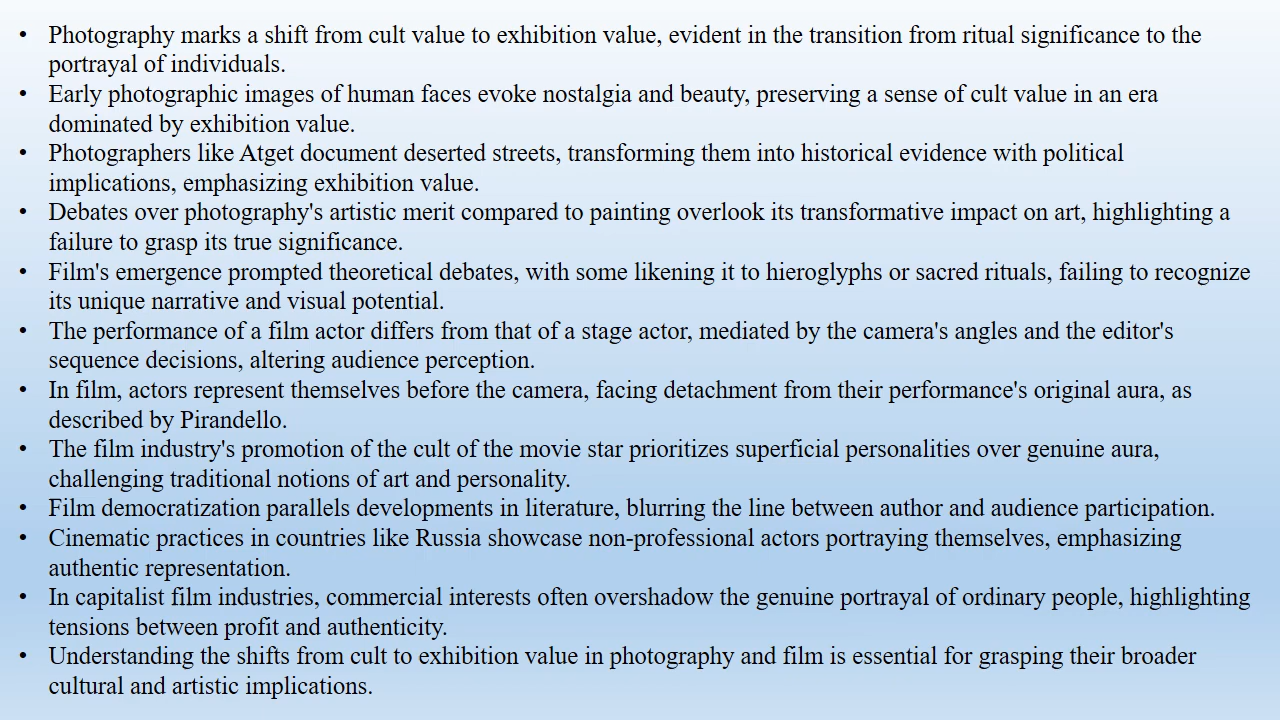 • Photography marks a shift from cult value to exhibition value, evident in the transition from ritual significance to the
portrayal of individuals.
• Early photographic images of human faces evoke nostalgia and beauty, preserving a sense of cult value in an era
dominated by exhibition value.
• Photographers like Atget document deserted streets, transforming them into historical evidence with political
implications, emphasizing exhibition value.
• Debates over photography's artistic merit compared to painting overlook its transformative impact on art, highlighting a
failure to grasp its true significance.
• Film's emergence prompted theoretical debates, with some likening it to hieroglyphs or sacred rituals, failing to recognize
its unique narrative and visual potential.
• The performance of a film actor differs from that of a stage actor, mediated by the camera's angles and the editor's
sequence decisions, altering audience perception.
• In film, actors represent themselves before the camera, facing detachment from their performance's original aura, as
described by Pirandello.
• The film industry's promotion of the cult of the movie star prioritizes superficial personalities over genuine aura,
challenging traditional notions of art and personality.
• Film democratization parallels developments in literature, blurring the line between author and audience participation.
• Cinematic practices in countries like Russia showcase non-professional actors portraying themselves, emphasizing
authentic representation.
• In capitalist film industries, commercial interests often overshadow the genuine portrayal of ordinary people, highlighting
tensions between profit and authenticity.
• Understanding the shifts from cult to exhibition value in photography and film is essential for grasping their broader
cultural and artistic implications.